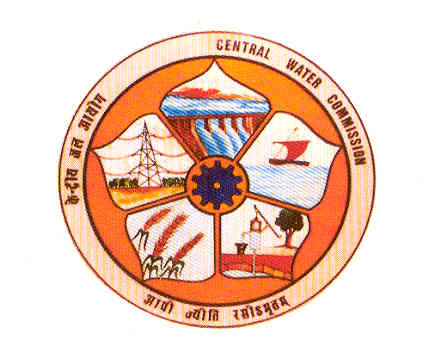 केन्द्रीय जल आयोग
CENTRAL WATER COMMISSION
आपो ज्योति रसोऽमृतम्